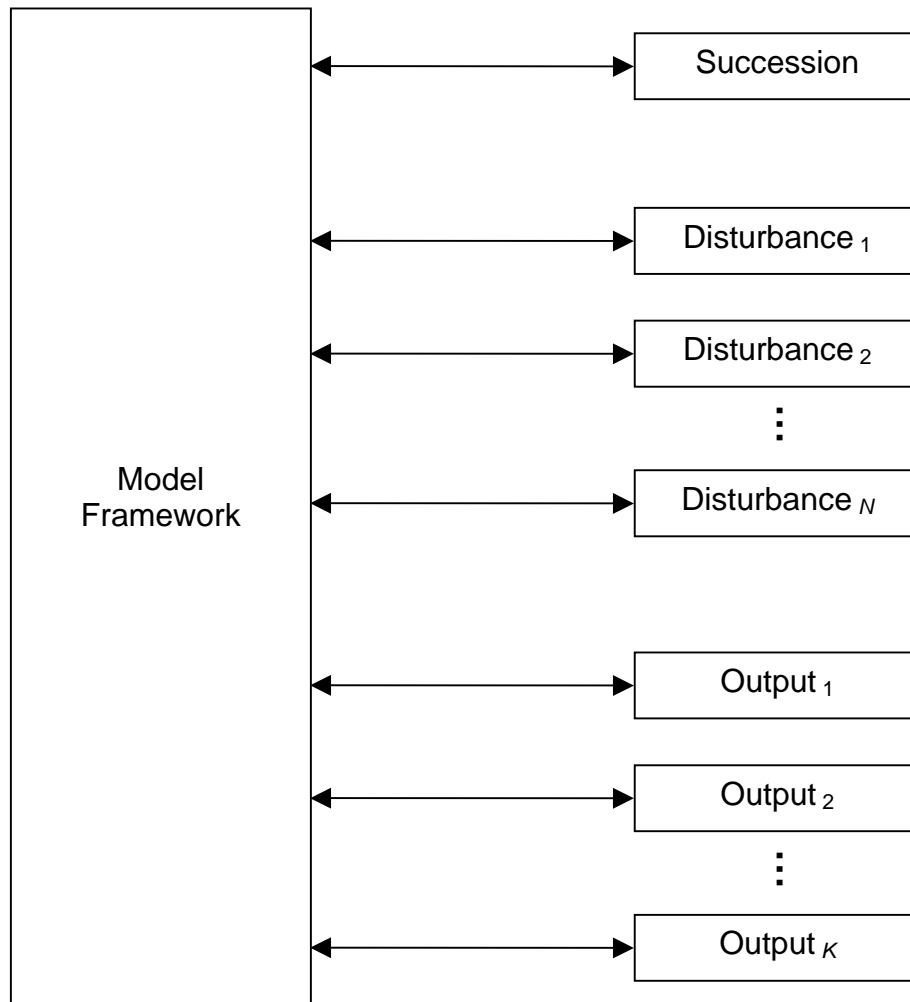 Succession
Disturbance 1
Disturbance 2
⋮
Model
Framework
Disturbance N
Output 1
Output 2
⋮
Output K